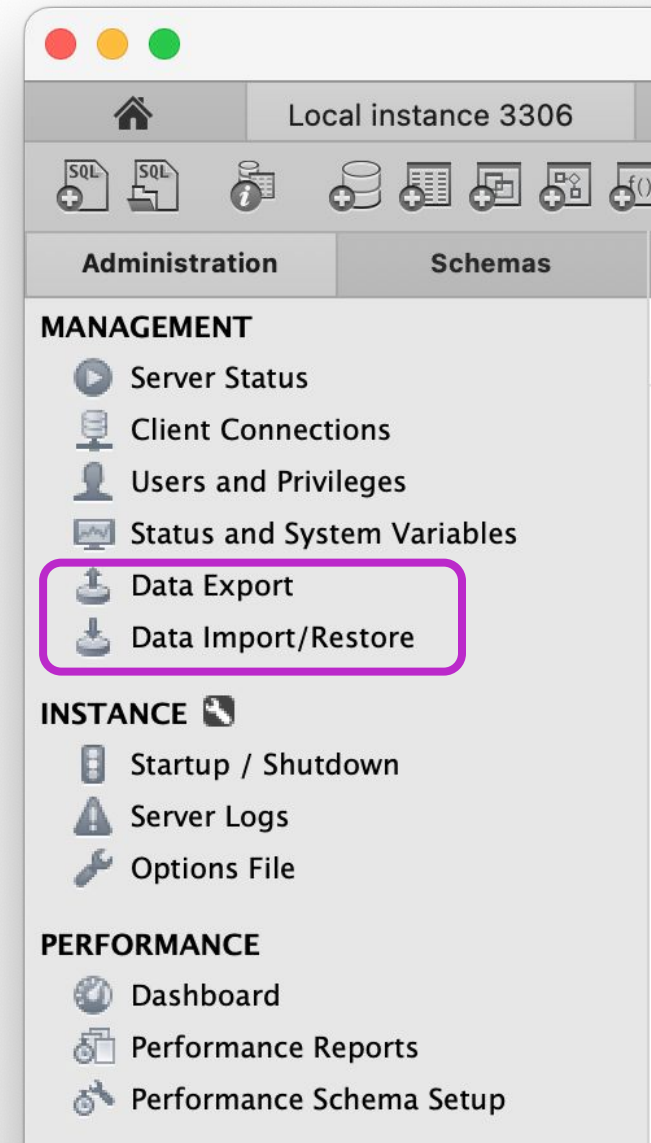 Local instance 3306
SQL SQL f()
Administration Schemas
MANAGEMENT
Server Status
Client Connections
Users and Privileges
Status and System Variables
Data Export
Data Import/Restore
INSTANCE
Startup / Shutdown
Server Logs
Options File
PERFORMANCE
Dashboard
Performance Reports
Performance Schema Setup